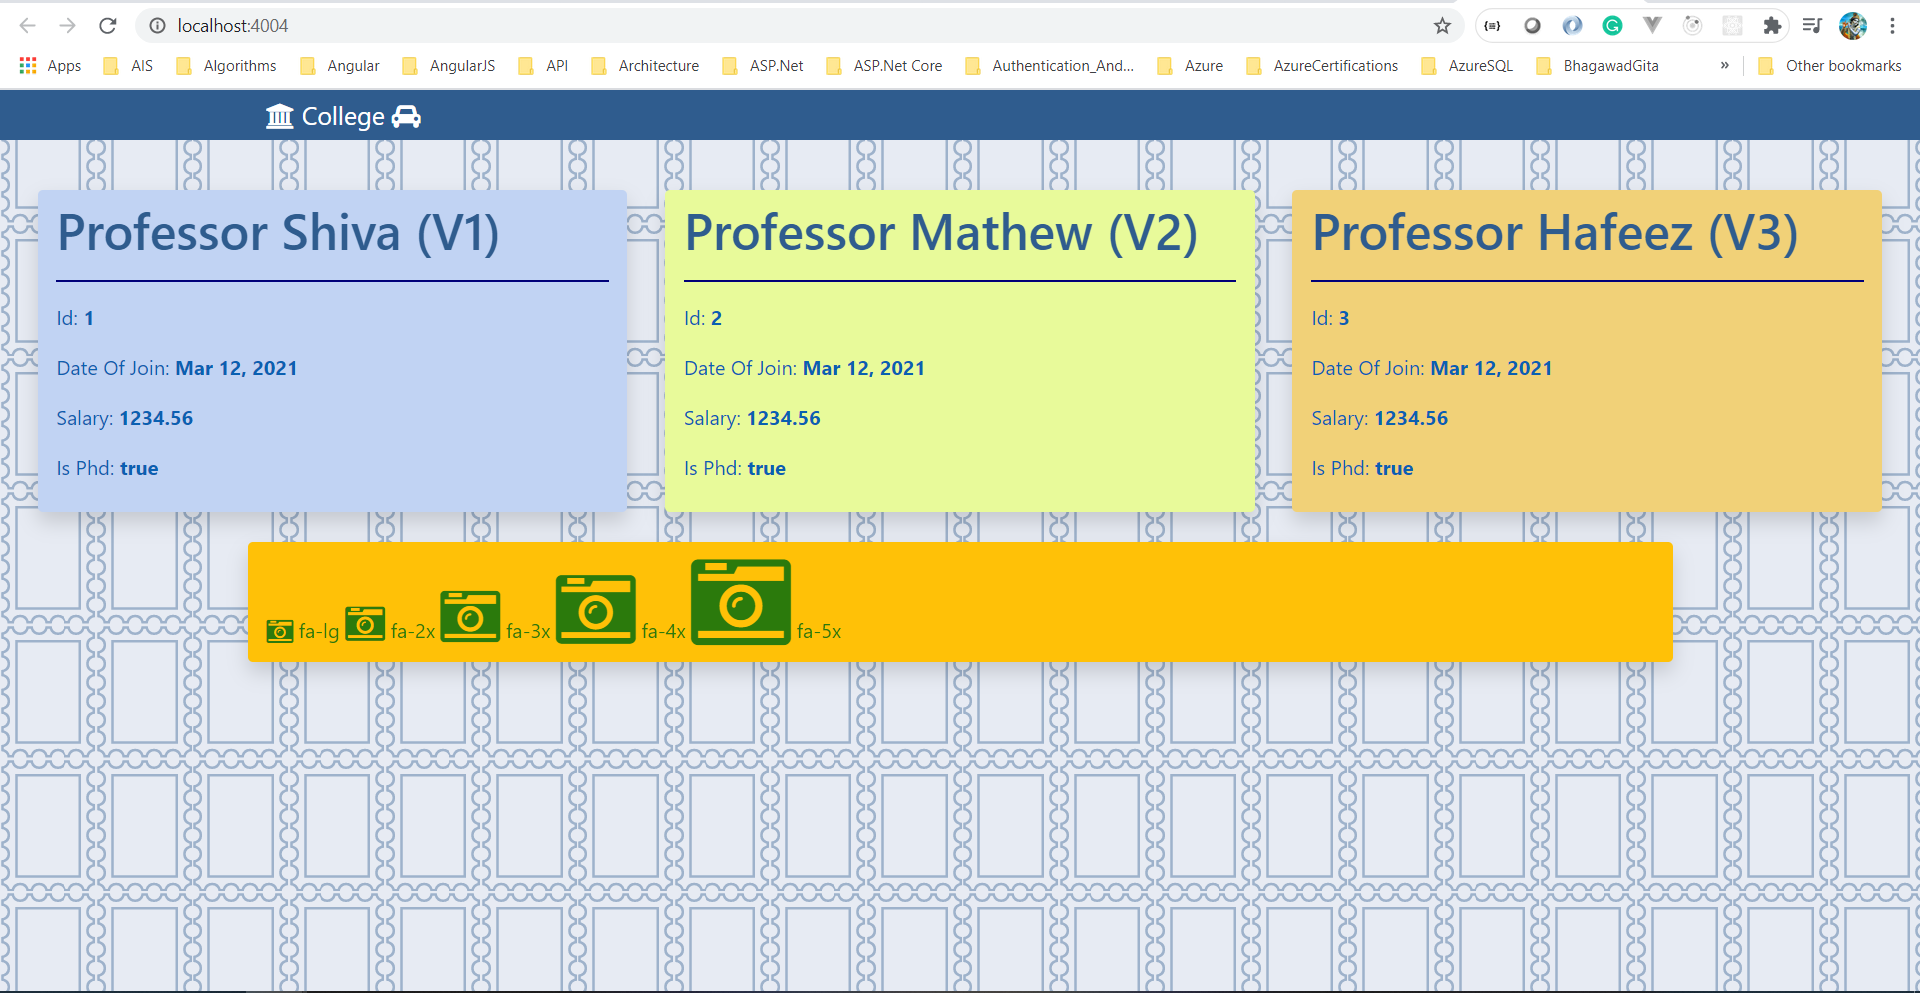 localhost:4004
Apps AIS Algorithms Angular AngularJS API Architecture ASP.Net ASP.Net Core Authentication_And... Azure AzureCertifications AzureSQL BhagawadGita » Other bookmarks
College
Professor Shiva (V1)
Id: 1
Date Of Join: Mar 12, 2021
Salary: 1234.56
Is Phd: true
Professor Mathew (V2)
Id: 2
Date Of Join: Mar 12, 2021
Salary: 1234.56
Is Phd: true
Professor Hafeez (V3)
Id: 3
Date Of Join: Mar 12, 2021
Salary: 1234.56
Is Phd: true
fa-lg fa-2x fa-3x fa-4x fa-5x